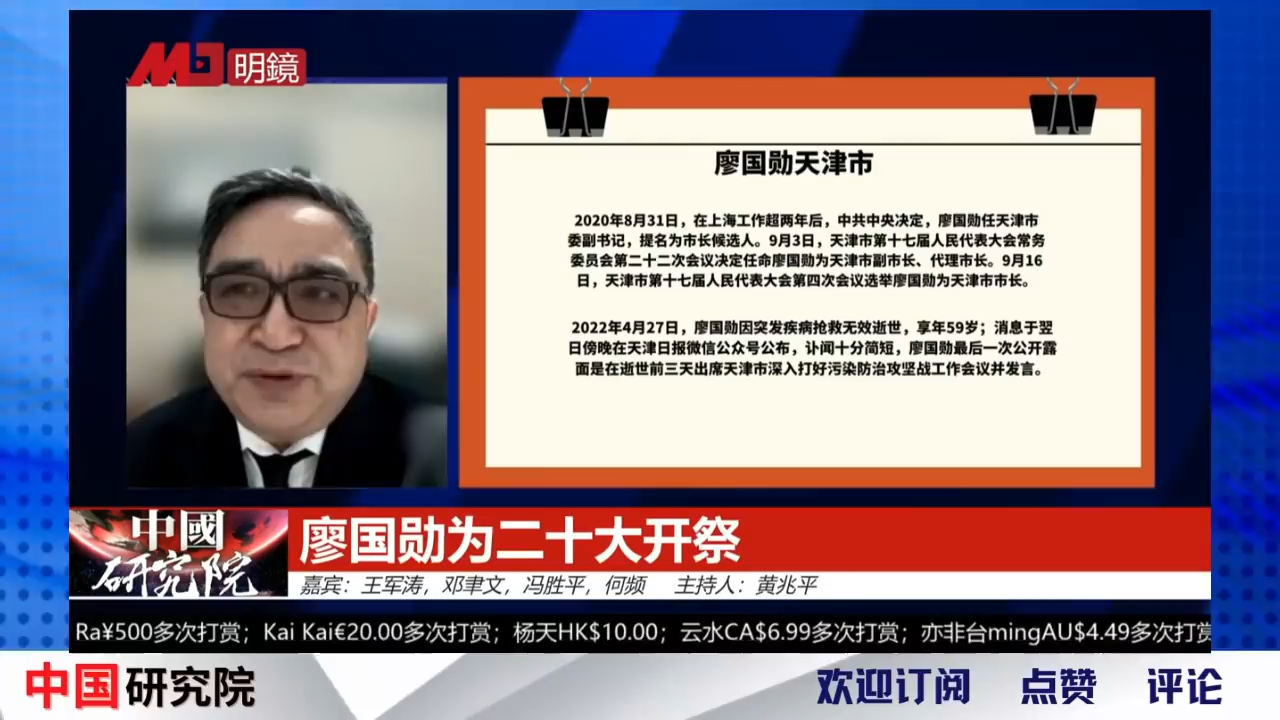 明鏡
廖国勋天津市
2020年8月31日，在上海工作超两年后，中共中央决定，廖国勋任天津市
委副书记，提名为市长候选人。9月3日，天津市第十七届人民代表大会常务
委员会第二十二次会议决定任命廖国勋为天津市副市长、代理市长。9月16
日，天津市第十七届人民代表大会第四次会议选举廖国勋为天津市市长。
2022年4月27日，廖国勋因突发疾病抢救无效逝世，享年59岁；消息于翌
日傍晚在天津日报微信公众号公布，讣闻十分简短，廖国勋最后一次公开露
面是在逝世前三天出席天津市深入打好污染防治攻坚战工作会议并发言。
中國
研究院
廖国勋为二十大开祭
嘉宾：王军涛，邓聿文，冯胜平，何频 主持人：黄兆平
Ra¥500多次打赏；Kai Kai€20.00多次打赏；杨天HK$10.00；云水CA$6.99多次打赏；亦非台mingAU$4.49多次打赏
中国研究院
欢迎订阅 点赞 评论